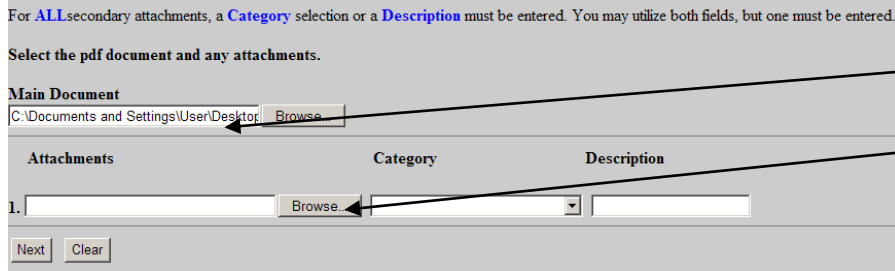 For ALLsecondary attachments, a Category selection or a Description must be entered. You may utilize both fields, but one must be entered.
Select the pdf document and any attachments.
Main Document
C:\Documents and Settings\User\Desktop Browse...
Attachments Category Description
1. Browse...
Next Clear